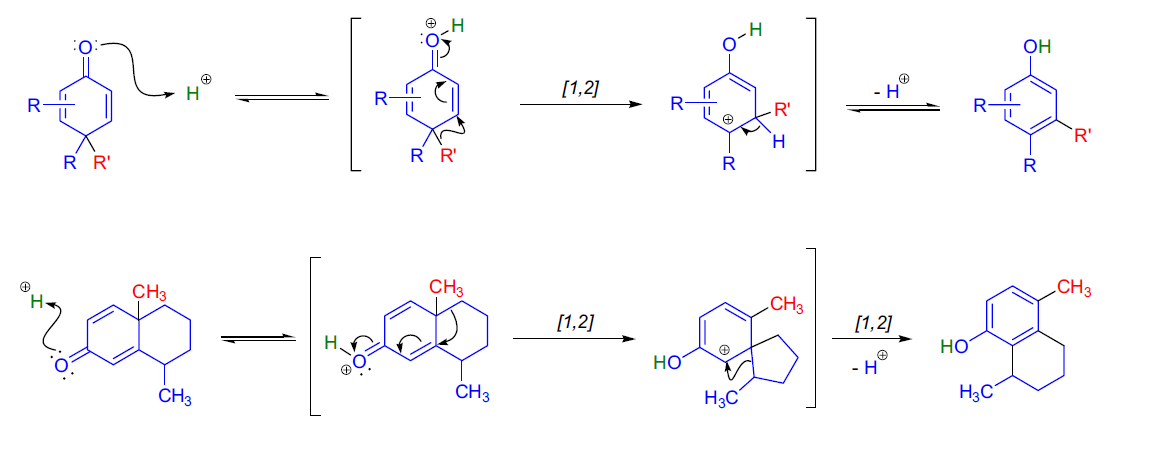 O
H
⊕
R
R R'
⊕
:O H
R
R R'
[1,2]
O H
R
⊕
R'
H
R
- H⊕
OH
R
R'
R
⊕
H
CH3
O
CH3
CH3
H
⊕
O
CH3
[1,2]
CH3
⊕
HO
H3C
[1,2]
- H⊕
CH3
HO
H3C